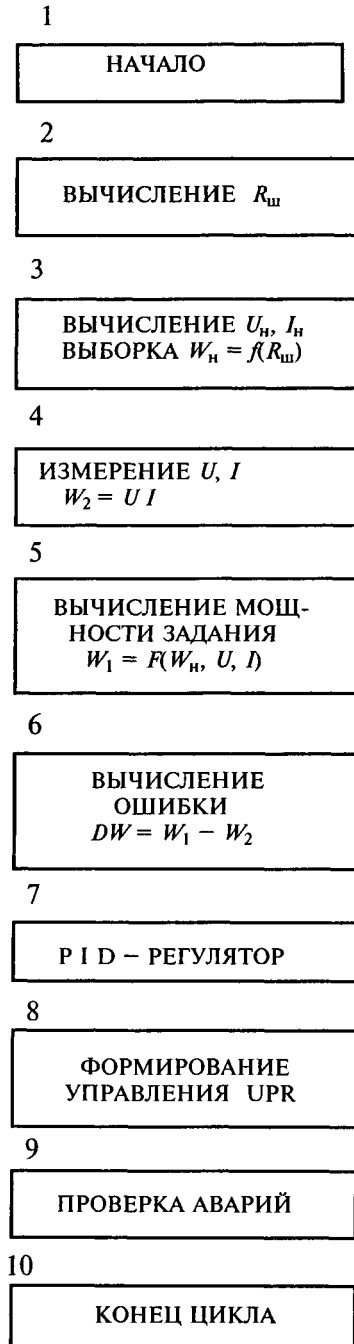 1
НАЧАЛО
2
ВЫЧИСЛЕНИЕ Rш
3
ВЫЧИСЛЕНИЕ Uн, Iн
ВЫБОРКА Wн = f(Rш)
4
ИЗМЕРЕНИЕ U, I
W2 = U I
5
ВЫЧИСЛЕНИЕ МОЩ-
НОСТИ ЗАДАНИЯ
W1 = F(Wн, U, I)
6
ВЫЧИСЛЕНИЕ
ОШИБКИ
DW = W1 − W2
7
P I D – РЕГУЛЯТОР
8
ФОРМИРОВАНИЕ
УПРАВЛЕНИЯ UPR
9
ПРОВЕРКА АВАРИЙ
10
КОНЕЦ ЦИКЛА